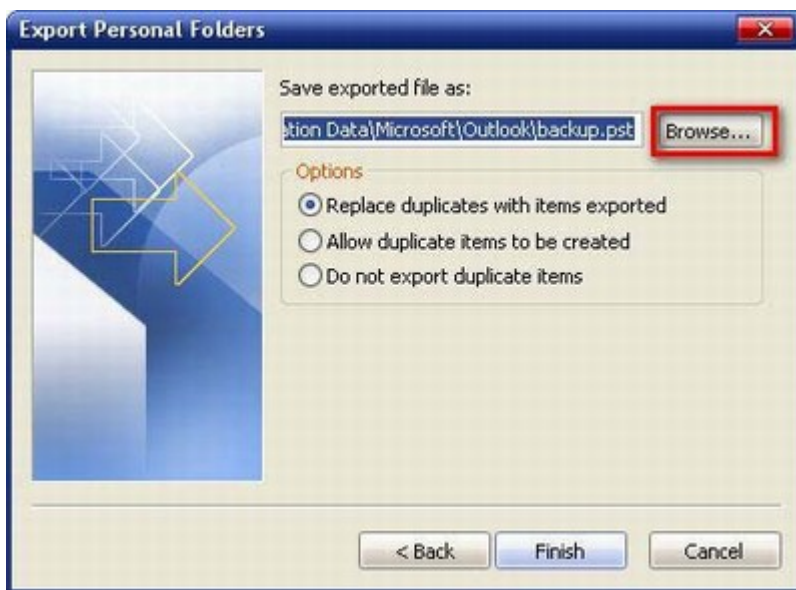 Export Personal Folders
Save exported file as:
ation Data\Microsoft\Outlook\backup.pst
Browse...
Options
Replace duplicates with items exported
Allow duplicate items to be created
Do not export duplicate items
< Back
Finish
Cancel